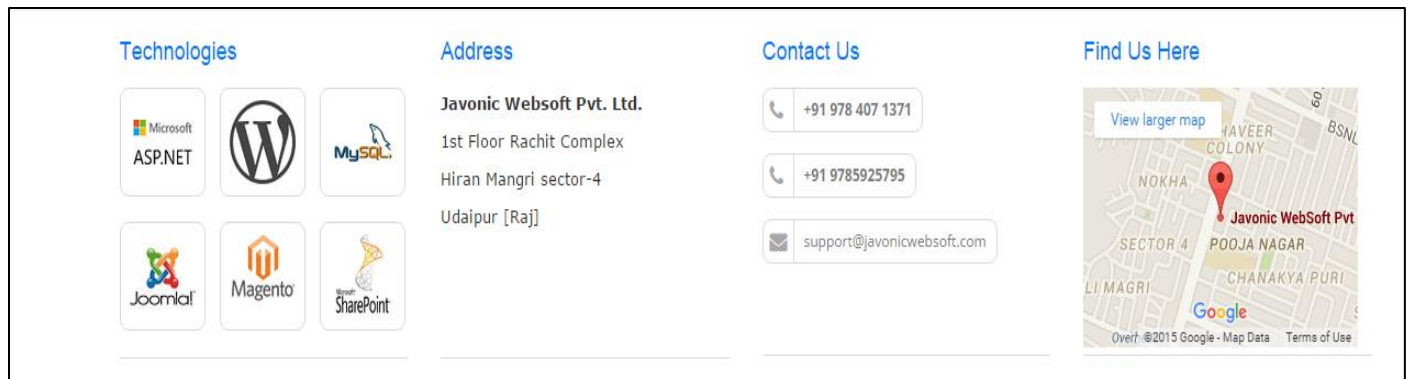 Technologies
Microsoft
ASP.NET
MySQL
Joomla!
Magento
Microsoft
SharePoint
Address
Javonic Websoft Pvt. Ltd.
1st Floor Rachit Complex
Hiran Mangri sector-4
Udaipur [Raj]
Contact Us
+91 978 407 1371
+91 9785925795
support@javonicwebsoft.com
Find Us Here
View larger map
60
BSNL
HAVEER
COLONY
NOKHA
Javonic WebSoft Pvt
SECTOR 4
POOJA NAGAR
CHANAKYA PURI
LI MAGRI
Google
©2015 Google - Map Data
Terms of Use